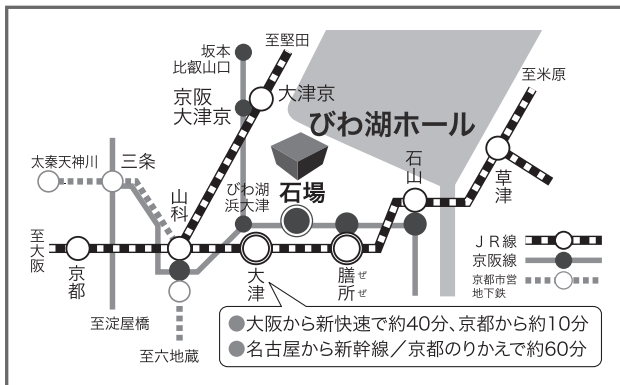 至堅田
坂本
比叡山口
至米原
京阪
大津京
大津京
びわ湖ホール
太秦天神川
三条
山科
びわ湖
浜大津
石場
石山
草津
至大阪
京都
大津
膳所
ぜぜ
JR線
京阪線
京都市営
地下鉄
至淀屋橋
至六地蔵
●大阪から新快速で約40分、京都から約10分
●名古屋から新幹線／京都のりかえで約60分